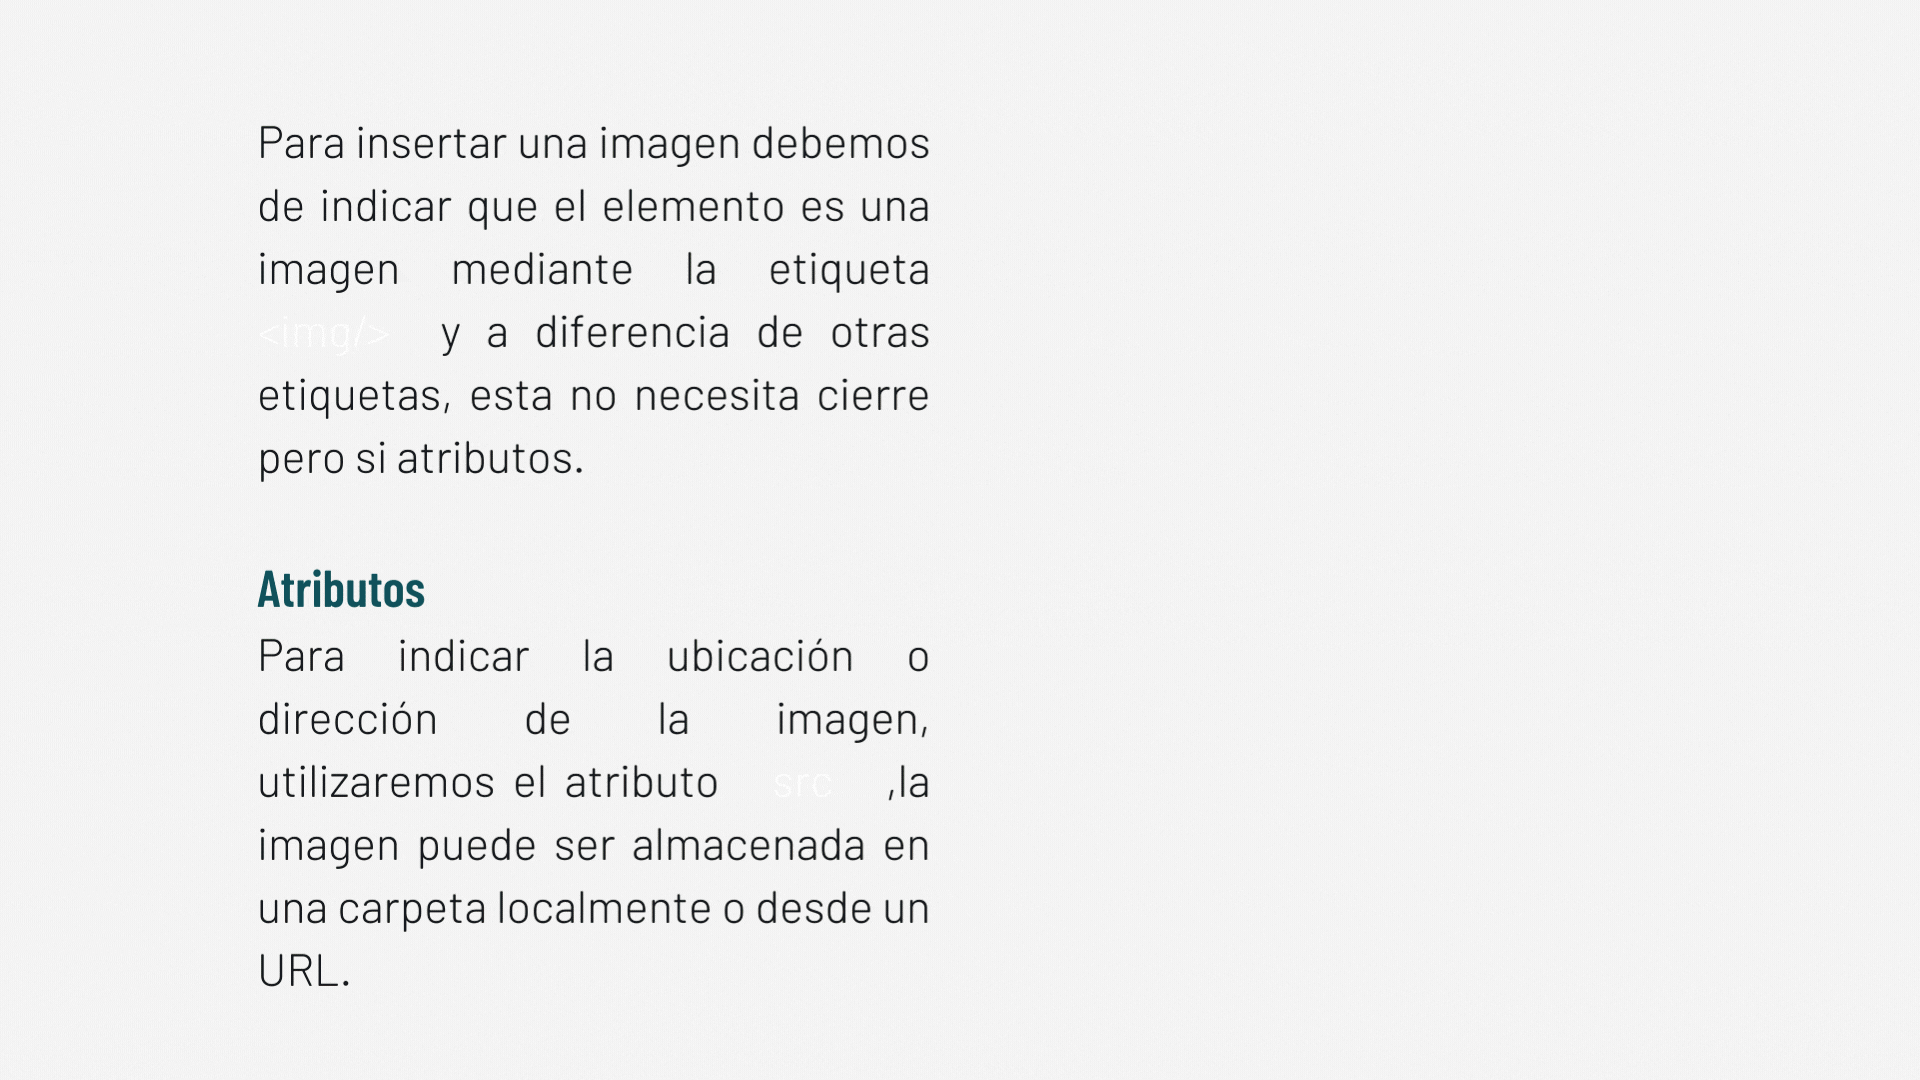 Para insertar una imagen debemos
de indicar que el elemento es una
imagen mediante la etiqueta
<img/> y a diferencia de otras
etiquetas, esta no necesita cierre
pero si atributos.
Atributos
Para indicar la ubicación o
dirección de la imagen,
utilizaremos el atributo src ,la
imagen puede ser almacenada en
una carpeta localmente o desde un
URL.